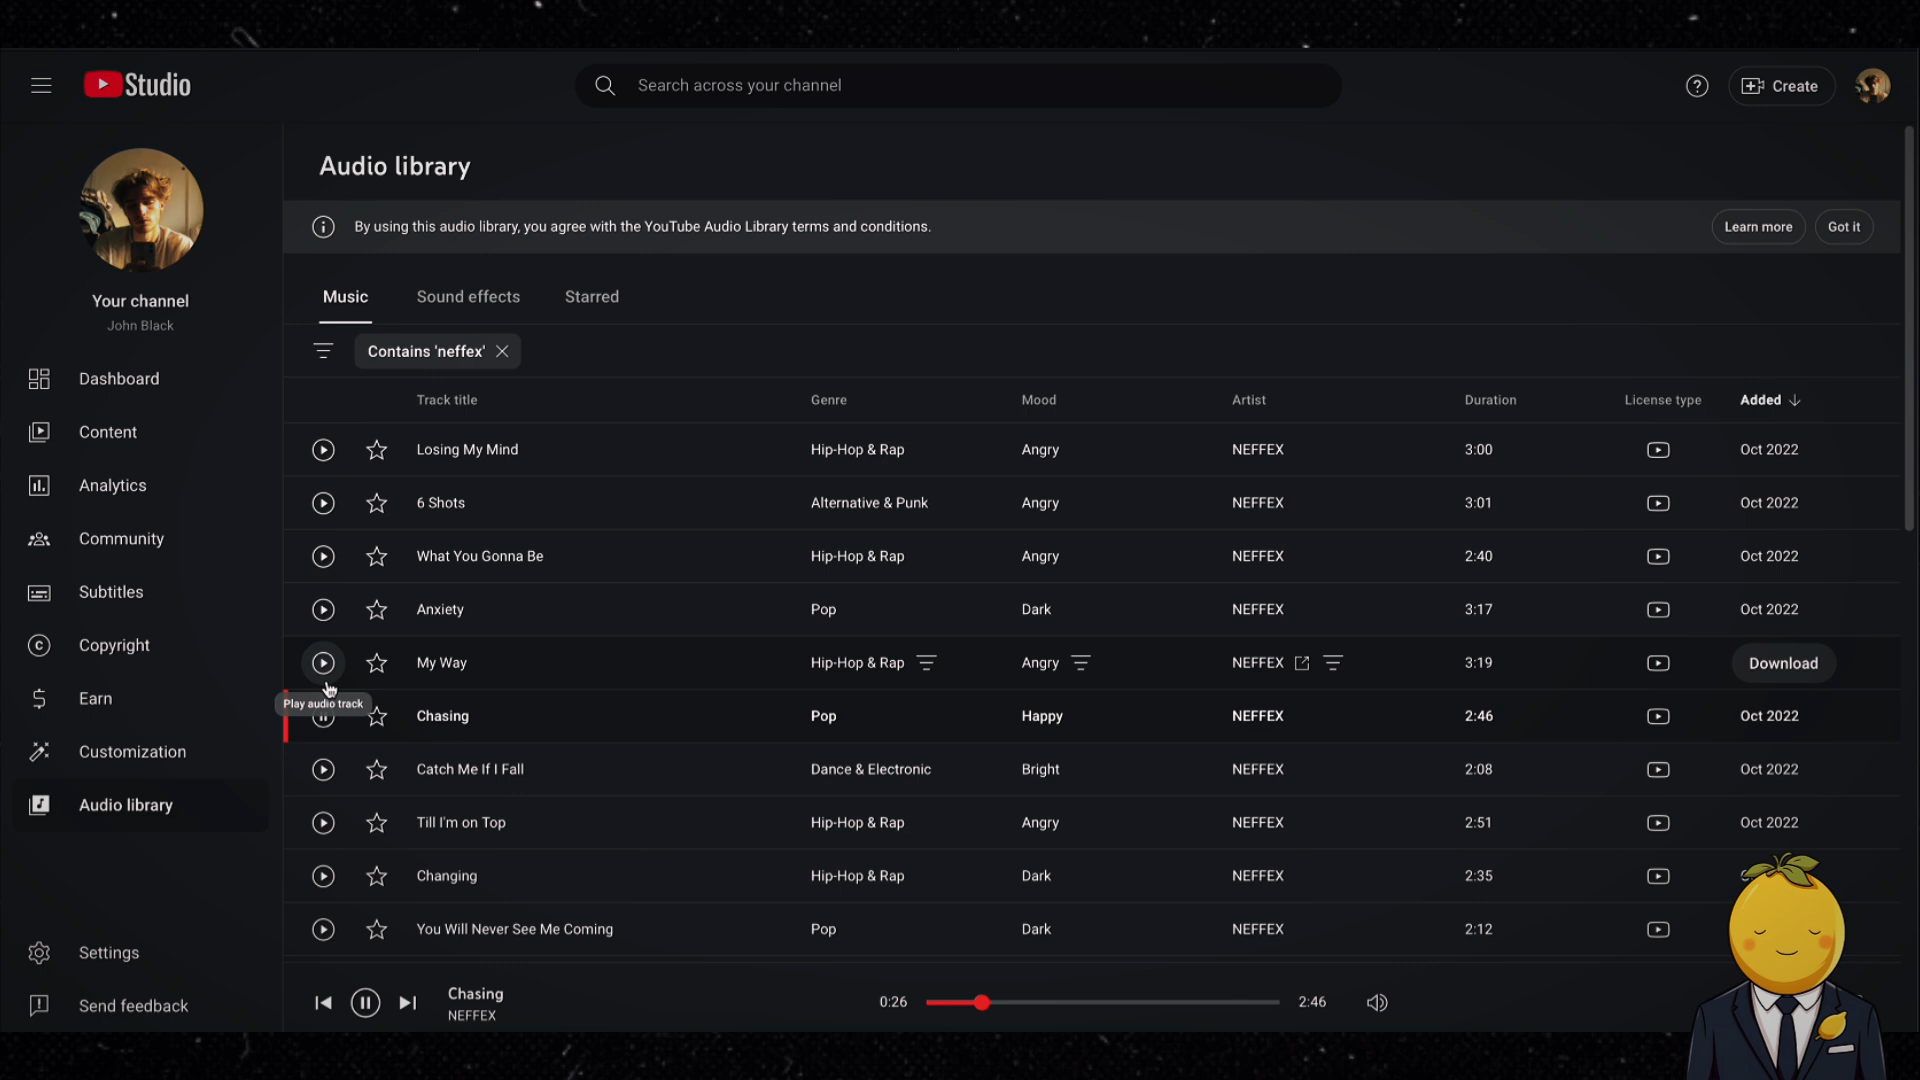 Studio
Search across your channel
Create
Your channel
John Black
Dashboard
Content
Analytics
Community
Subtitles
Copyright
Earn
Customization
Audio library
Settings
Send feedback
Audio library
By using this audio library, you agree with the YouTube Audio Library terms and conditions.
Learn more
Got it
Music Sound effects Starred
Contains 'neffex'
Track title Genre Mood Artist Duration License type Added
Losing My Mind Hip-Hop & Rap Angry NEFFEX 3:00 Oct 2022
6 Shots Alternative & Punk Angry NEFFEX 3:01 Oct 2022
What You Gonna Be Hip-Hop & Rap Angry NEFFEX 2:40 Oct 2022
Anxiety Pop Dark NEFFEX 3:17 Oct 2022
My Way Hip-Hop & Rap Angry NEFFEX 3:19 Download
Play audio track
Chasing Pop Happy NEFFEX 2:46 Oct 2022
Catch Me If I Fall Dance & Electronic Bright NEFFEX 2:08 Oct 2022
Till I'm on Top Hip-Hop & Rap Angry NEFFEX 2:51 Oct 2022
Changing Hip-Hop & Rap Dark NEFFEX 2:35
You Will Never See Me Coming Pop Dark NEFFEX 2:12
Chasing
NEFFEX
0:26 2:46